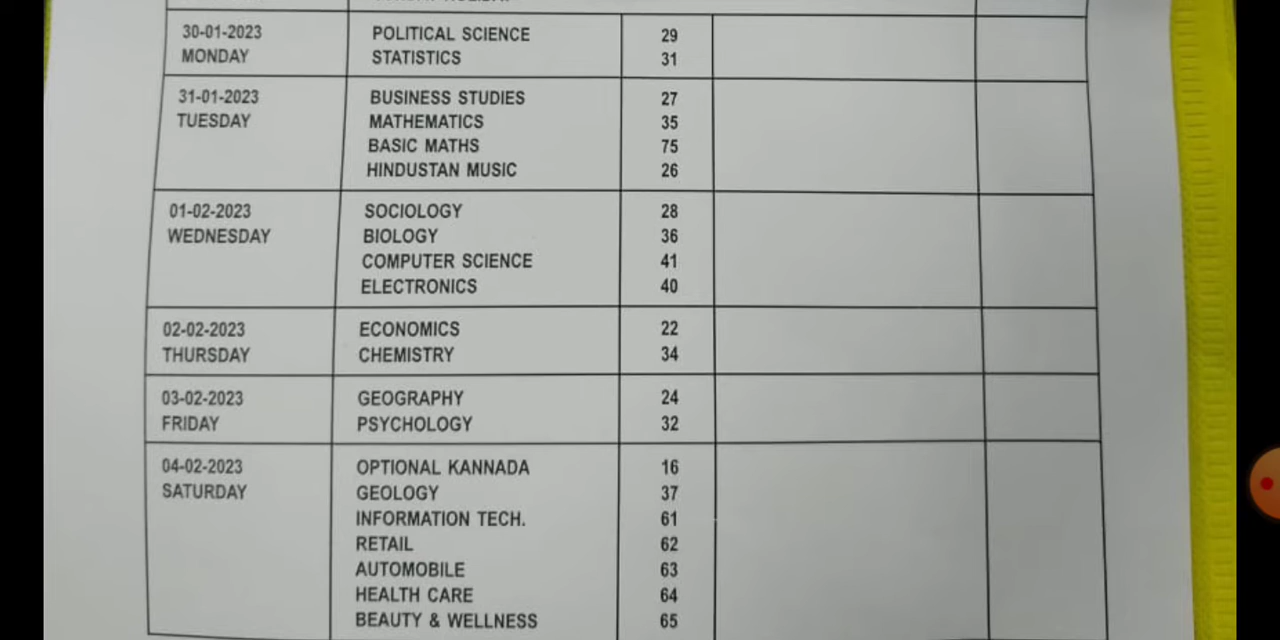 30-01-2023 POLITICAL SCIENCE 29
MONDAY STATISTICS 31
31-01-2023 BUSINESS STUDIES 27
TUESDAY MATHEMATICS 35
BASIC MATHS 75
HINDUSTAN MUSIC 26
01-02-2023 SOCIOLOGY 28
WEDNESDAY BIOLOGY 36
COMPUTER SCIENCE 41
ELECTRONICS 40
02-02-2023 ECONOMICS 22
THURSDAY CHEMISTRY 34
03-02-2023 GEOGRAPHY 24
FRIDAY PSYCHOLOGY 32
04-02-2023 OPTIONAL KANNADA 16
SATURDAY GEOLOGY 37
INFORMATION TECH. 61
RETAIL 62
AUTOMOBILE 63
HEALTH CARE 64
BEAUTY & WELLNESS 65